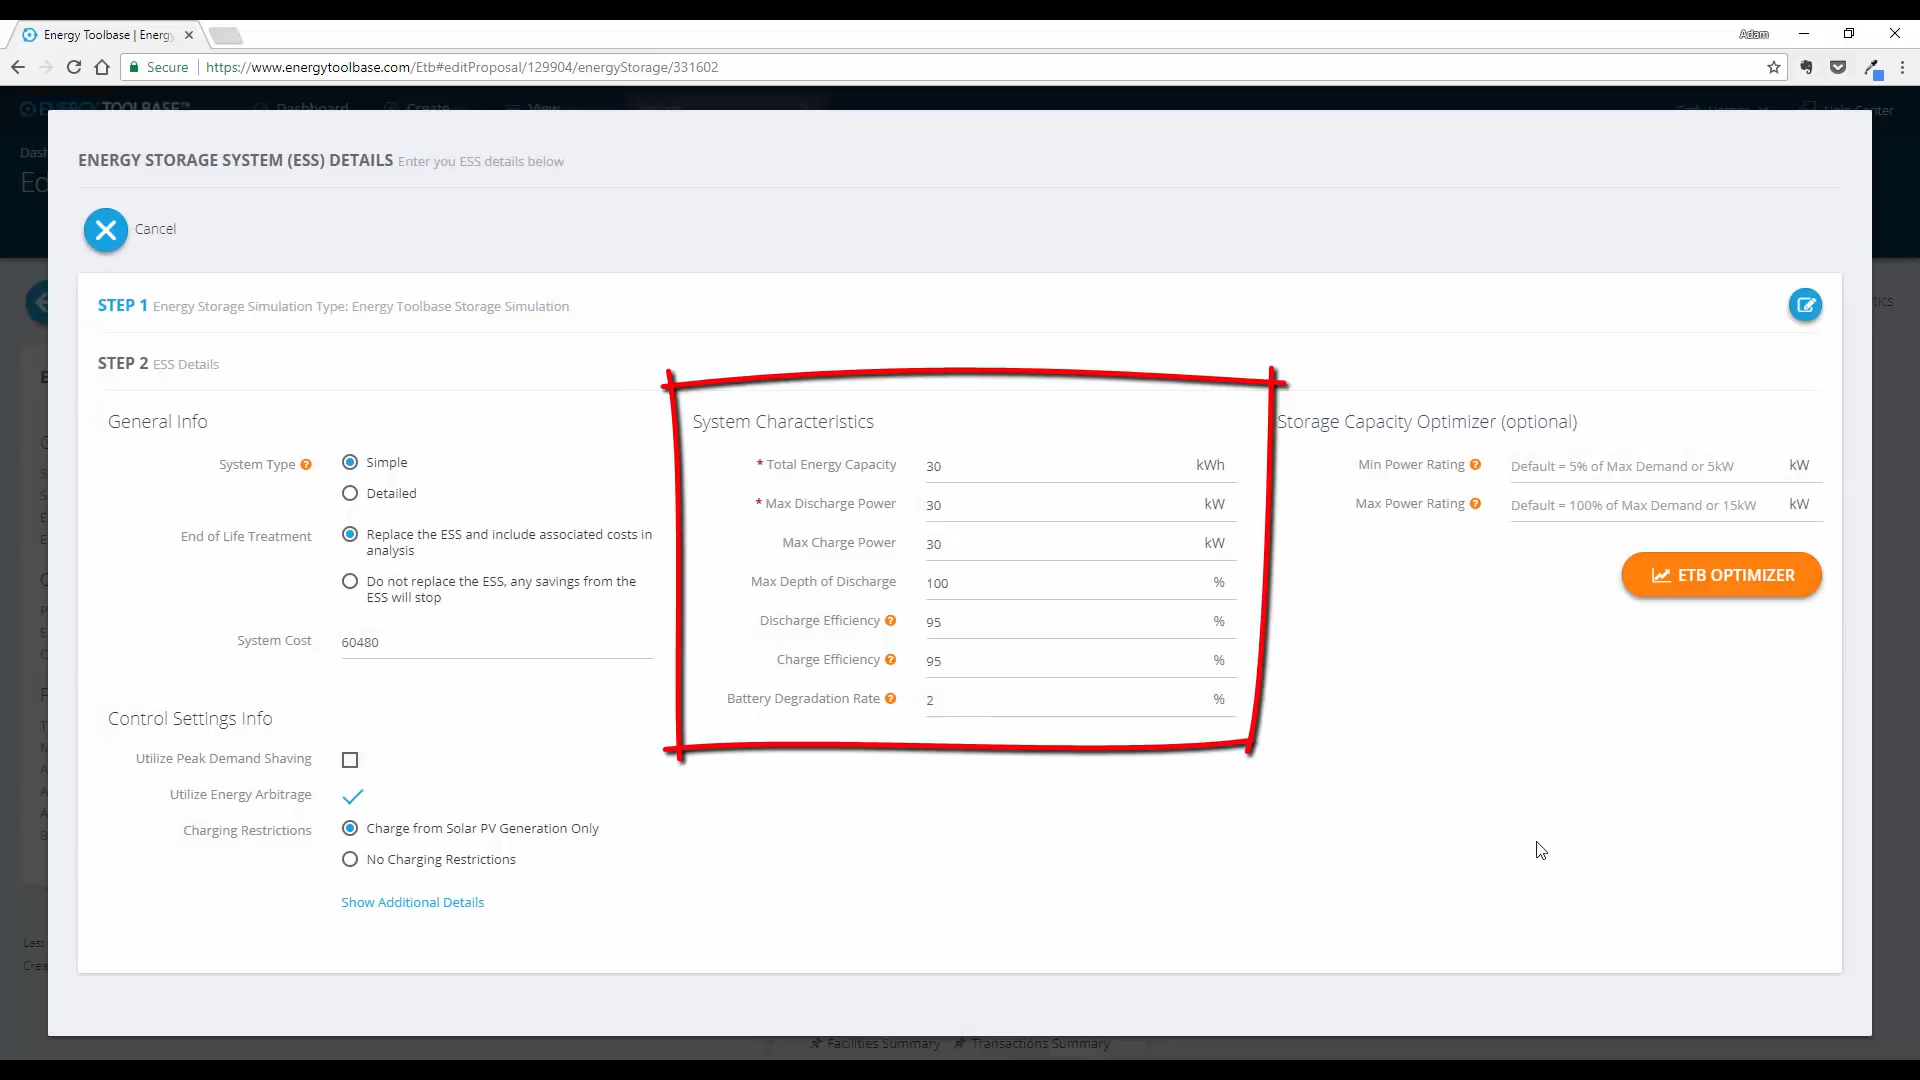 Energy Toolbase | Energy
Adam
Secure
https://www.energytoolbase.com/Etb#editProposal/129904/energyStorage/331602
ENERGY TOOLBASE™
Dashboard
Create
View
Help Center
ENERGY STORAGE SYSTEM (ESS) DETAILS Enter you ESS details below
Cancel
STEP 1 Energy Storage Simulation Type: Energy Toolbase Storage Simulation
STEP 2 ESS Details
General Info
System Type
Simple
Detailed
End of Life Treatment
Replace the ESS and include associated costs in
analysis
Do not replace the ESS, any savings from the
ESS will stop
System Cost
60480
Control Settings Info
Utilize Peak Demand Shaving
Utilize Energy Arbitrage
Charging Restrictions
Charge from Solar PV Generation Only
No Charging Restrictions
Show Additional Details
System Characteristics
* Total Energy Capacity 30 kWh
* Max Discharge Power 30 kW
Max Charge Power 30 kW
Max Depth of Discharge 100 %
Discharge Efficiency 95 %
Charge Efficiency 95 %
Battery Degradation Rate 2 %
Storage Capacity Optimizer (optional)
Min Power Rating Default = 5% of Max Demand or 5kW kW
Max Power Rating Default = 100% of Max Demand or 15kW kW
ETB OPTIMIZER
Facilities Summary
Transactions Summary